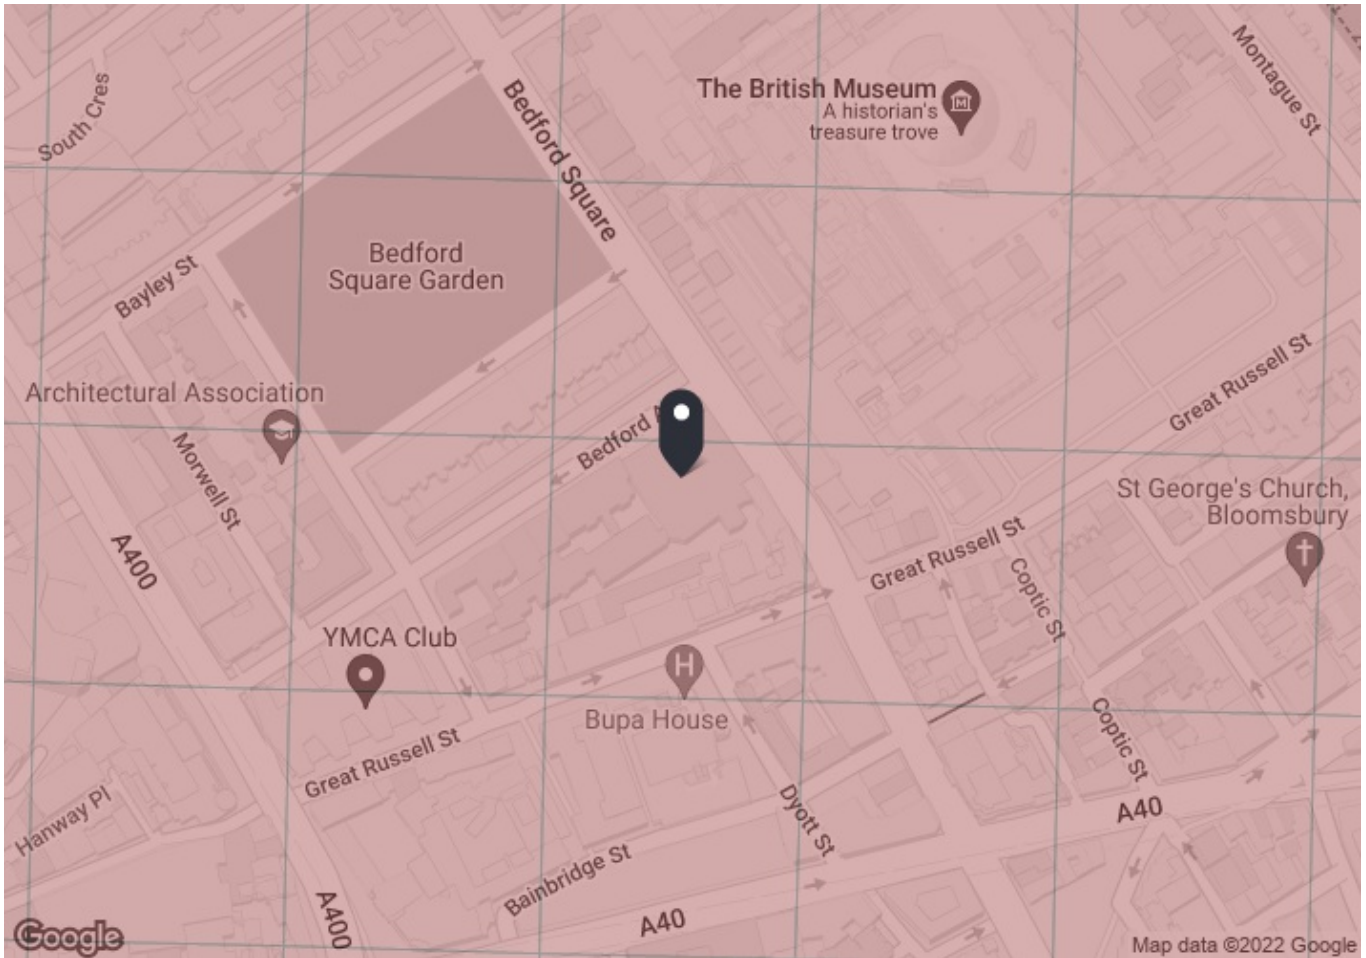 South Cres
Bedford Square
The British Museum
A historian's
treasure trove
Montague St
Bedford
Square Garden
Bayley St
Architectural Association
Morwell St
Bedford A
Great Russell St
St George's Church,
Bloomsbury
A400
Great Russell St
Coptic St
YMCA Club
H
Bupa House
Great Russell St
Coptic St
Hanway Pl
Dyott St
A40
Bainbridge St
A400
A40
Google
Map data ©2022 Google